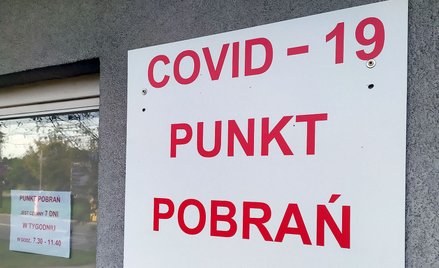 COVID - 19
PUNKT
POBRAŃ
PUNKT POBRAŃ
JEST CZYNNY 7 DNI
W TYGODNIU
W GODZ. 7.30 - 11:40